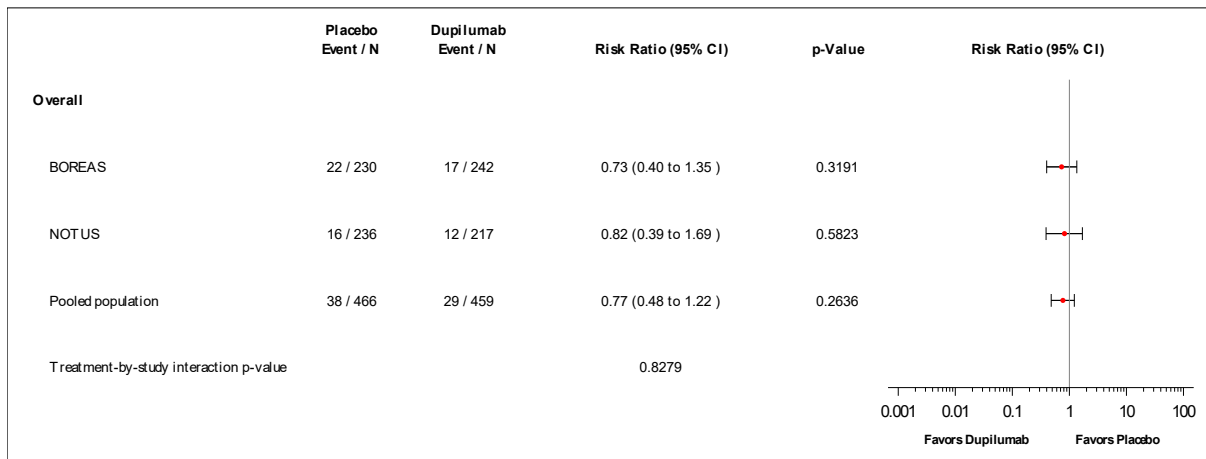 Placebo Dupilumab
Event / N Event / N Risk Ratio (95% CI) p-Value Risk Ratio (95% CI)
Overall
BOREAS 22 / 230 17 / 242 0.73 (0.40 to 1.35 ) 0.3191
NOTUS 16 / 236 12 / 217 0.82 (0.39 to 1.69 ) 0.5823
Pooled population 38 / 466 29 / 459 0.77 (0.48 to 1.22 ) 0.2636
Treatment-by-study interaction p-value 0.8279
0.001 0.01 0.1 1 10 100
Favors Dupilumab Favors Placebo